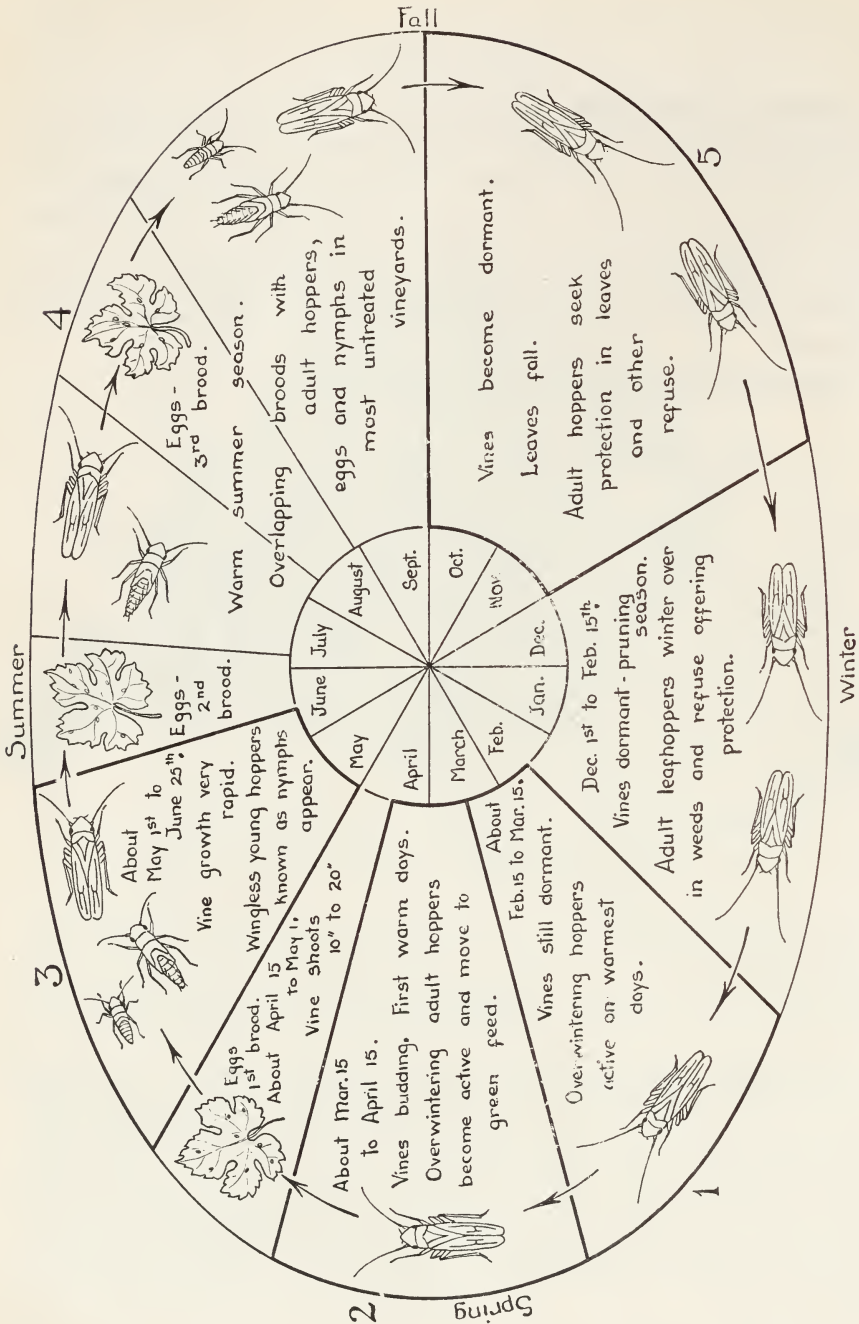 Fall
Summer
Winter
Spring
1
2
3
4
5
Jan.
Feb.
March
April
May
June
July
August
Sept.
Oct.
Nov.
Dec.
Dec. 1st to Feb. 15th.
Vines dormant - pruning
season.
Adult leafhoppers winter over
in weeds and refuse offering
protection.
About
Feb. 15 to Mar. 15.
Vines still dormant.
Overwintering hoppers
active on warmest
days.
About Mar. 15
to April 15.
Vines budding. First warm days.
Overwintering adult hoppers
become active and move to
green feed.
Eggs
1st brood.
About April 15
to May 1.
Vine shoots
10" to 20"
About
May 1st to
June 25th.
Vine growth very
rapid.
Wingless young hoppers
known as nymphs
appear.
Eggs -
2nd
brood.
Eggs -
3rd brood.
Warm summer season.
Overlapping broods with
adult hoppers,
eggs and nymphs in
most untreated
vineyards.
Vines become dormant.
Leaves fall.
Adult hoppers seek
protection in leaves
and other
refuse.